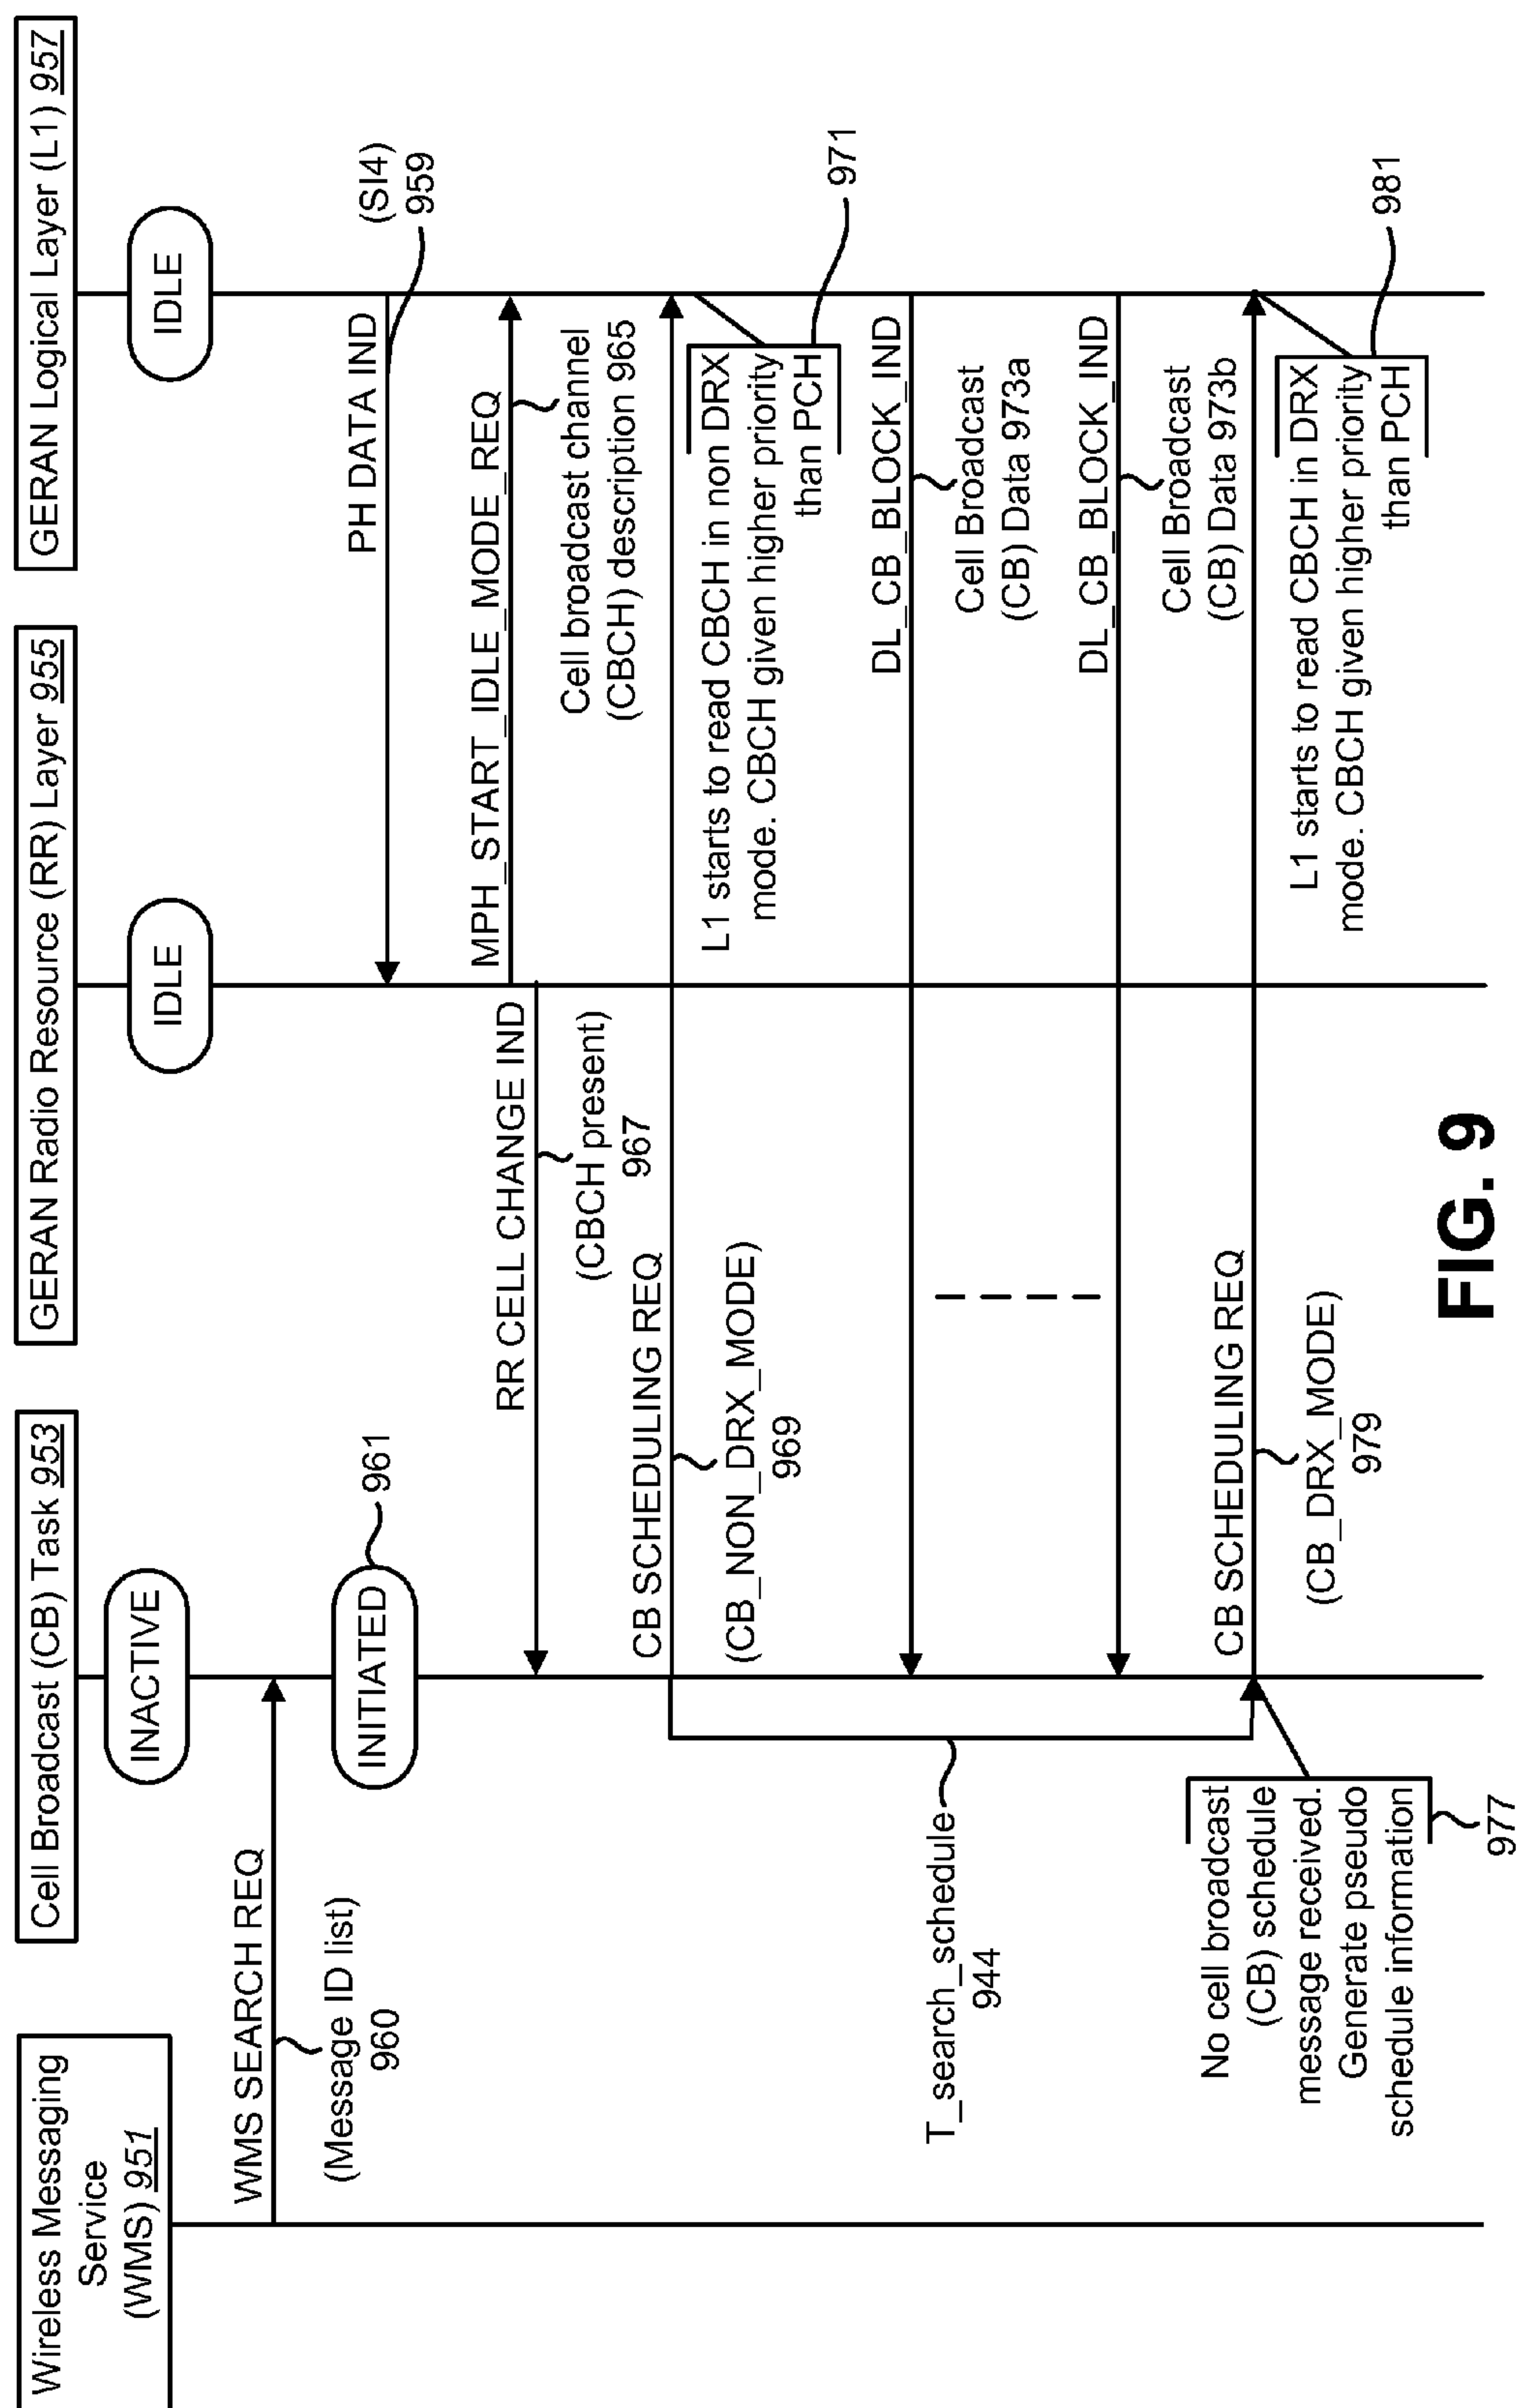 Wireless Messaging
Service
(WMS) 951
Cell Broadcast (CB) Task 953
GERAN Radio Resource (RR) Layer 955
GERAN Logical Layer (L1) 957
INACTIVE
IDLE
IDLE
WMS SEARCH REQ
(Message ID list)
960
INITIATED
961
PH DATA IND
(SI4)
959
MPH_START_IDLE_MODE_REQ
Cell broadcast channel
(CBCH) description 965
RR CELL CHANGE IND
(CBCH present)
967
CB SCHEDULING REQ
(CB_NON_DRX_MODE)
969
L1 starts to read CBCH in non DRX
mode. CBCH given higher priority
than PCH
971
DL_CB_BLOCK_IND
Cell Broadcast
(CB) Data 973a
T_search_schedule
944
DL_CB_BLOCK_IND
Cell Broadcast
(CB) Data 973b
No cell broadcast
(CB) schedule
message received.
Generate pseudo
schedule information
977
CB SCHEDULING REQ
(CB_DRX_MODE)
979
L1 starts to read CBCH in DRX
mode. CBCH given higher priority
than PCH
981
FIG. 9